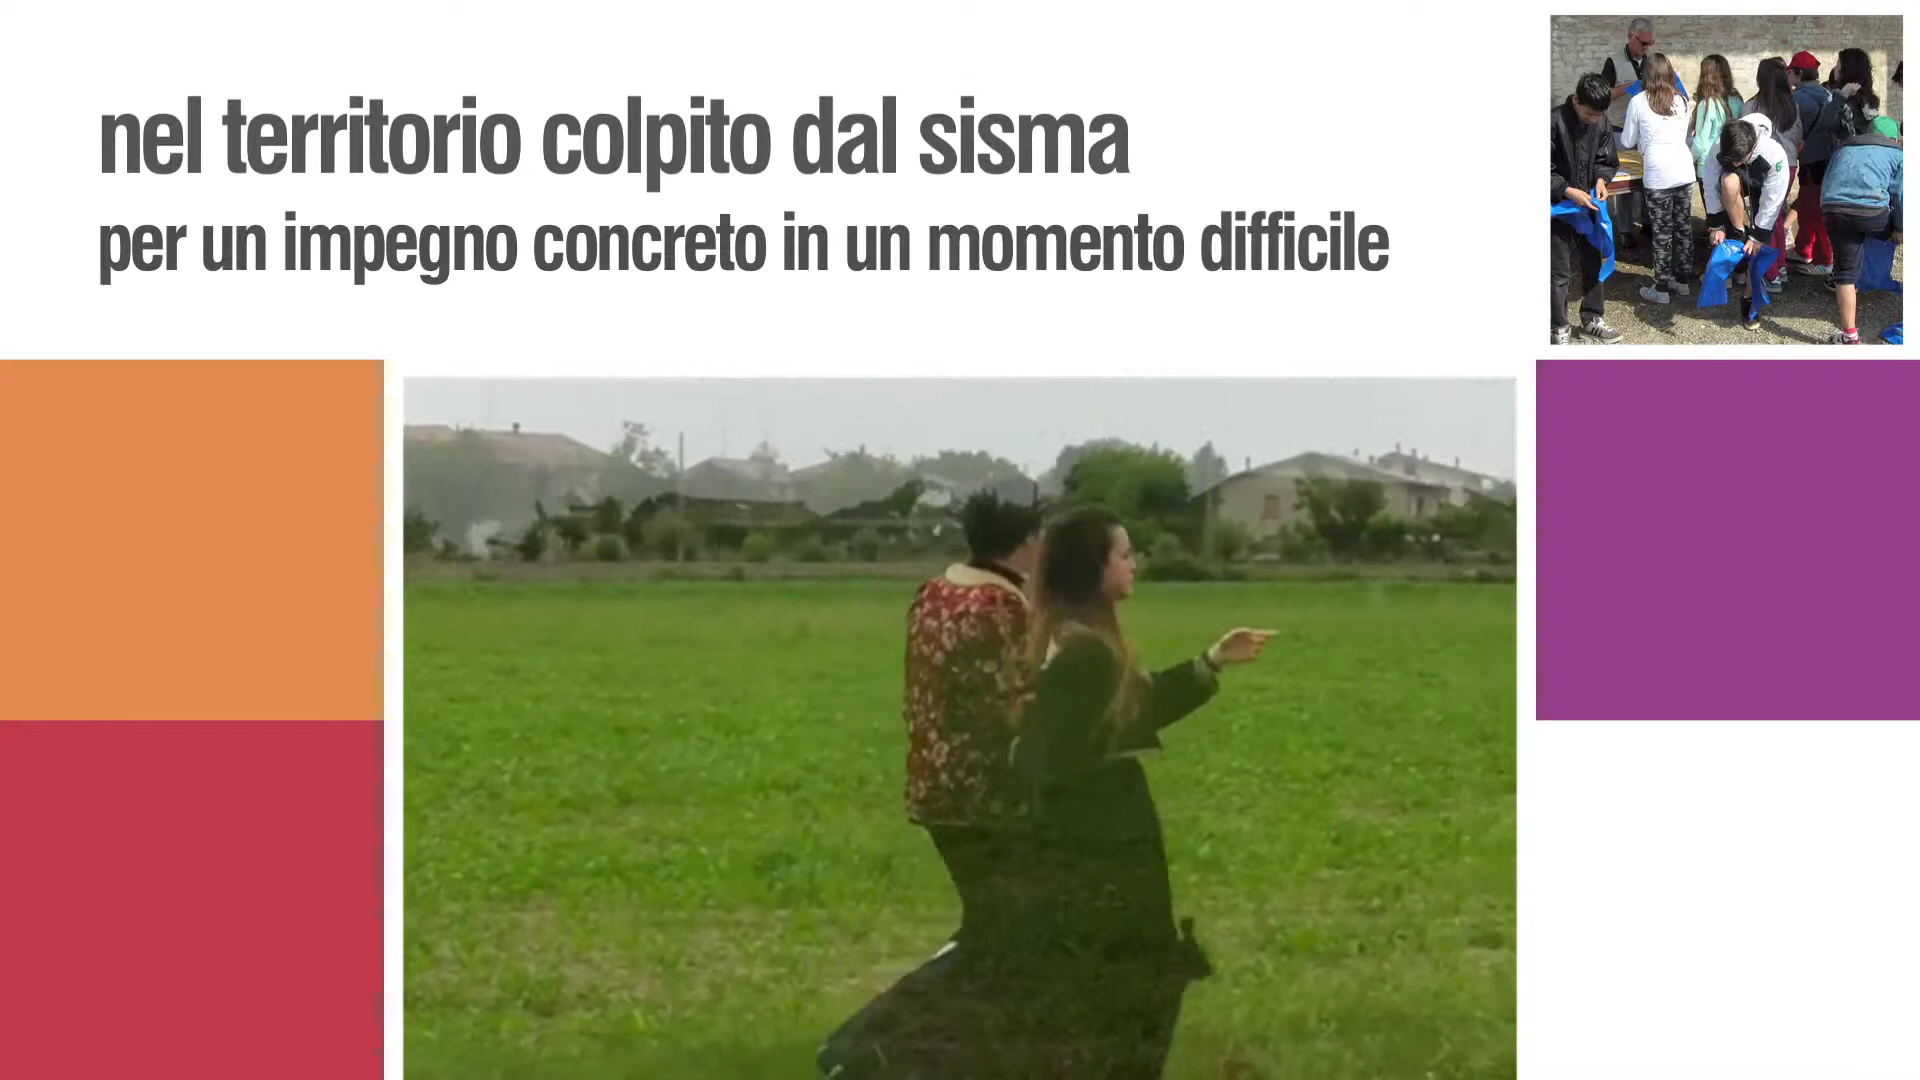 nel territorio colpito dal sisma
per un impegno concreto in un momento difficile